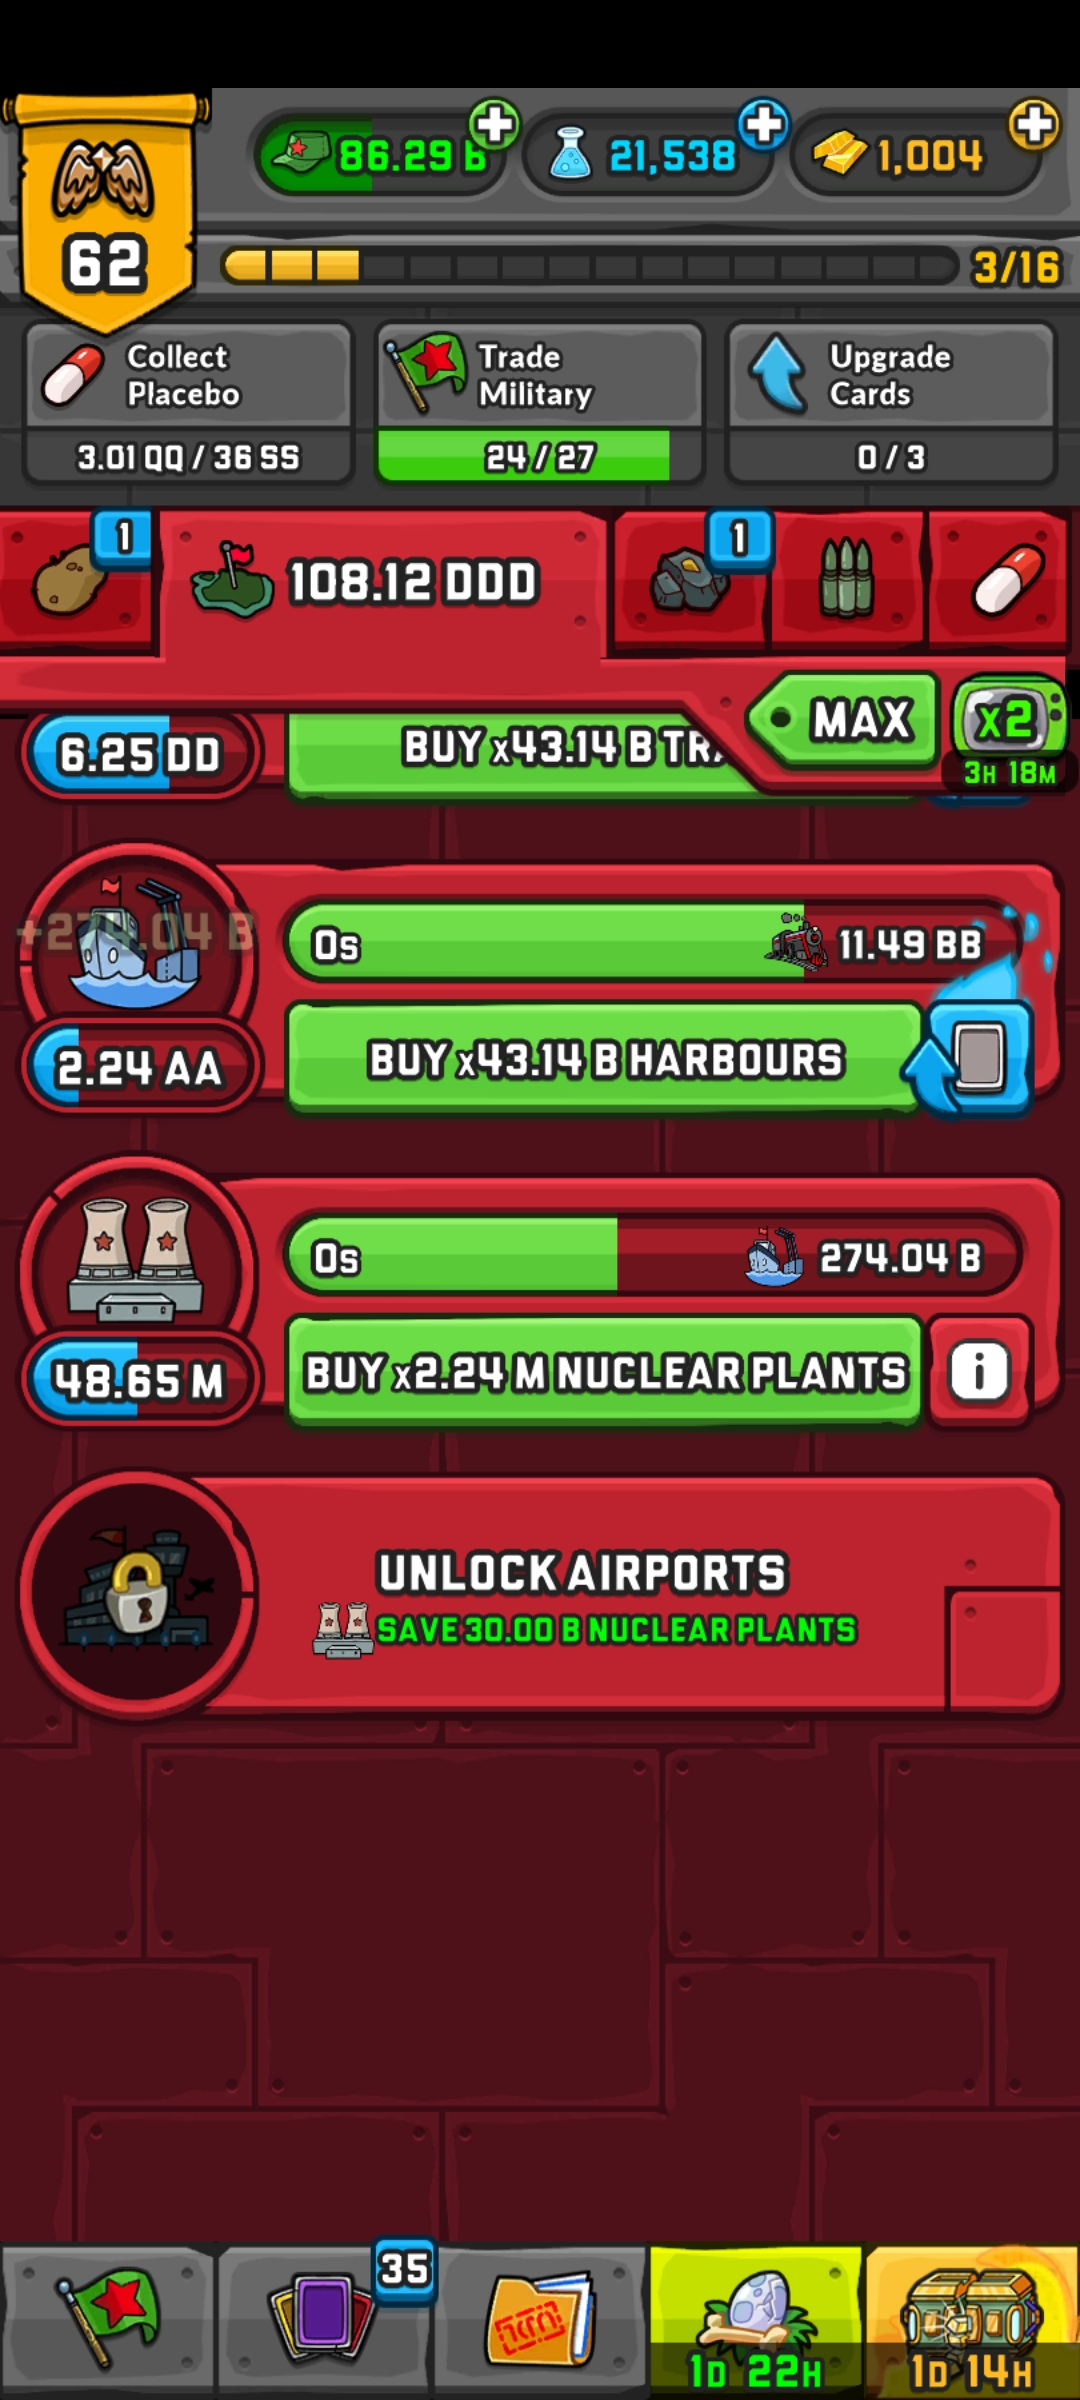 86.29 B
21,538
1,004
62
3/16
Collect
Placebo
3.01 QQ / 36 SS
Trade
Military
24 / 27
Upgrade
Cards
0 / 3
1
108.12 DDD
1
MAX
x2
3H 18M
6.25 DD
BUY x43.14 B TRA
+274.04 B
0s
11.49 BB
2.24 AA
BUY x43.14 B HARBOURS
0s
274.04 B
48.65 M
BUY x2.24 M NUCLEAR PLANTS
i
UNLOCK AIRPORTS
SAVE 30.00 B NUCLEAR PLANTS
35
1D 22H
1D 14H